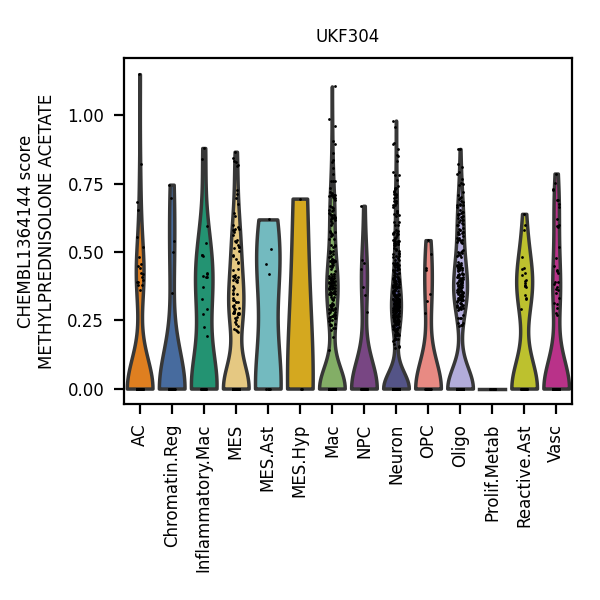 UKF304
CHEMBL1364144 score
METHYLPREDNISOLONE ACETATE
1.00
0.75
0.50
0.25
0.00
AC
Chromatin.Reg
Inflammatory.Mac
MES
MES.Ast
MES.Hyp
Mac
NPC
Neuron
OPC
Oligo
Prolif.Metab
Reactive.Ast
Vasc